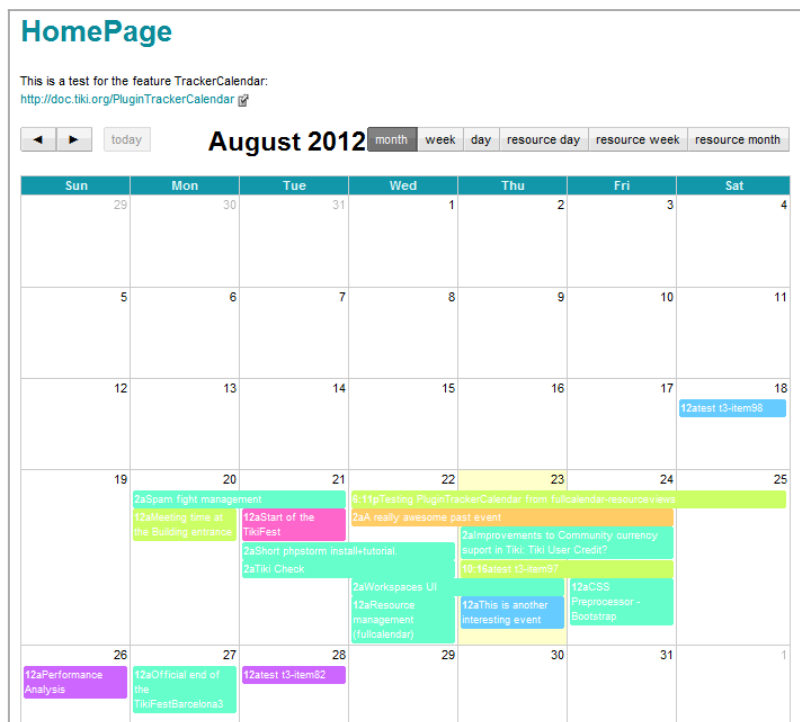 HomePage
This is a test for the feature TrackerCalendar:
http://doc.tiki.org/PluginTrackerCalendar
today
August 2012
month week day resource day resource week resource month
Sun Mon Tue Wed Thu Fri Sat
29 30 31 1 2 3 4
5 6 7 8 9 10 11
12 13 14 15 16 17 18
12atest t3-item98
19 20 21 22 23 24 25
2aSpam fight management
6:11pTesting PluginTrackerCalendar from fullcalendar-resourceviews
12aMeeting time at
the Building entrance
12aStart of the
TikiFest
2aA really awesome past event
2aImprovements to Community currency
suport in Tiki: Tiki User Credit?
2aShort phpstorm install+tutorial.
2aTiki Check
10:16atest t3-item97
2aWorkspaces UI
12aCSS
Preprocessor -
Bootstrap
12aResource
management
(fullcalendar)
12aThis is another
interesting event
26 27 28 29 30 31 1
12aPerformance
Analysis
12aOfficial end of
the
TikiFestBarcelona3
12atest t3-item82